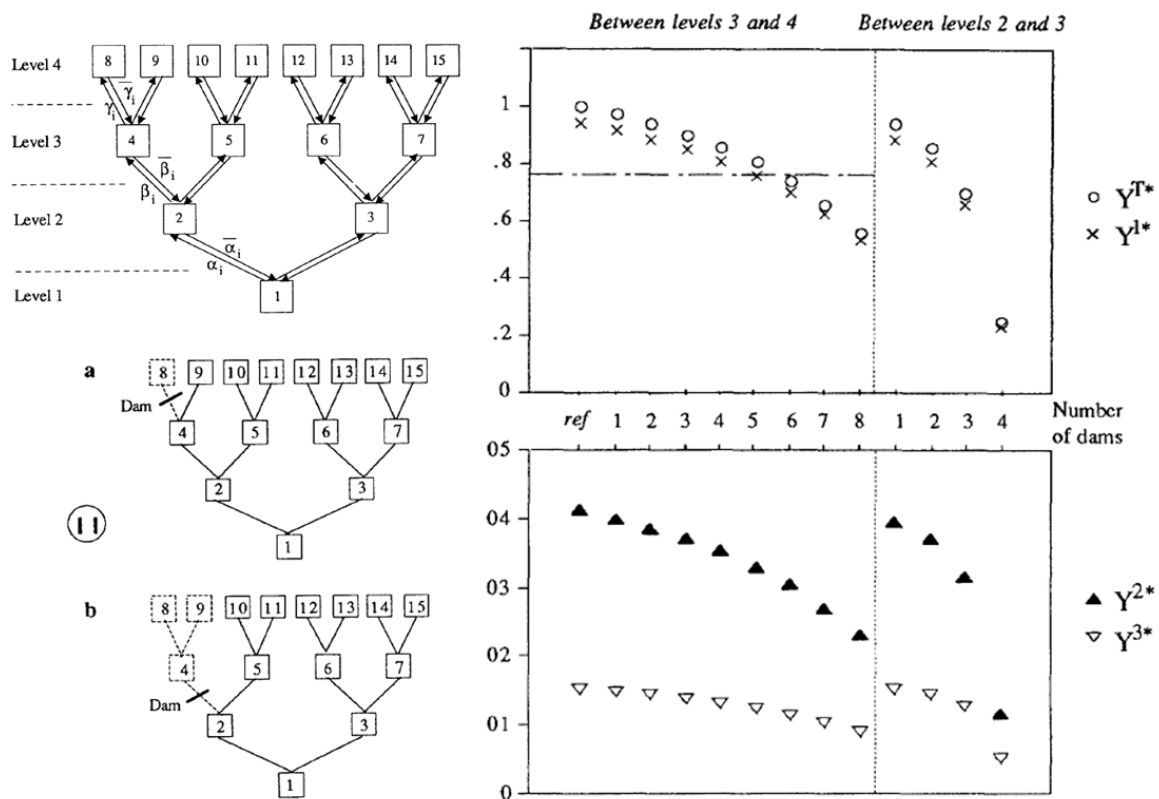 Level 4
8 9 10 11 12 13 14 15
γi γ̅i
Level 3
4 5 6 7
βi β̅i
Level 2
2 3
αi α̅i
Level 1
1
a
8 9 10 11 12 13 14 15
Dam
4 5 6 7
2 3
1
11
b
8 9 10 11 12 13 14 15
4 5 6 7
Dam
2 3
1
Between levels 3 and 4
Between levels 2 and 3
1
.8
.6
.4
.2
0
Y^T*
Y^1*
ref 1 2 3 4 5 6 7 8 1 2 3 4
Number
of dams
05
04
03
02
01
0
Y^2*
Y^3*